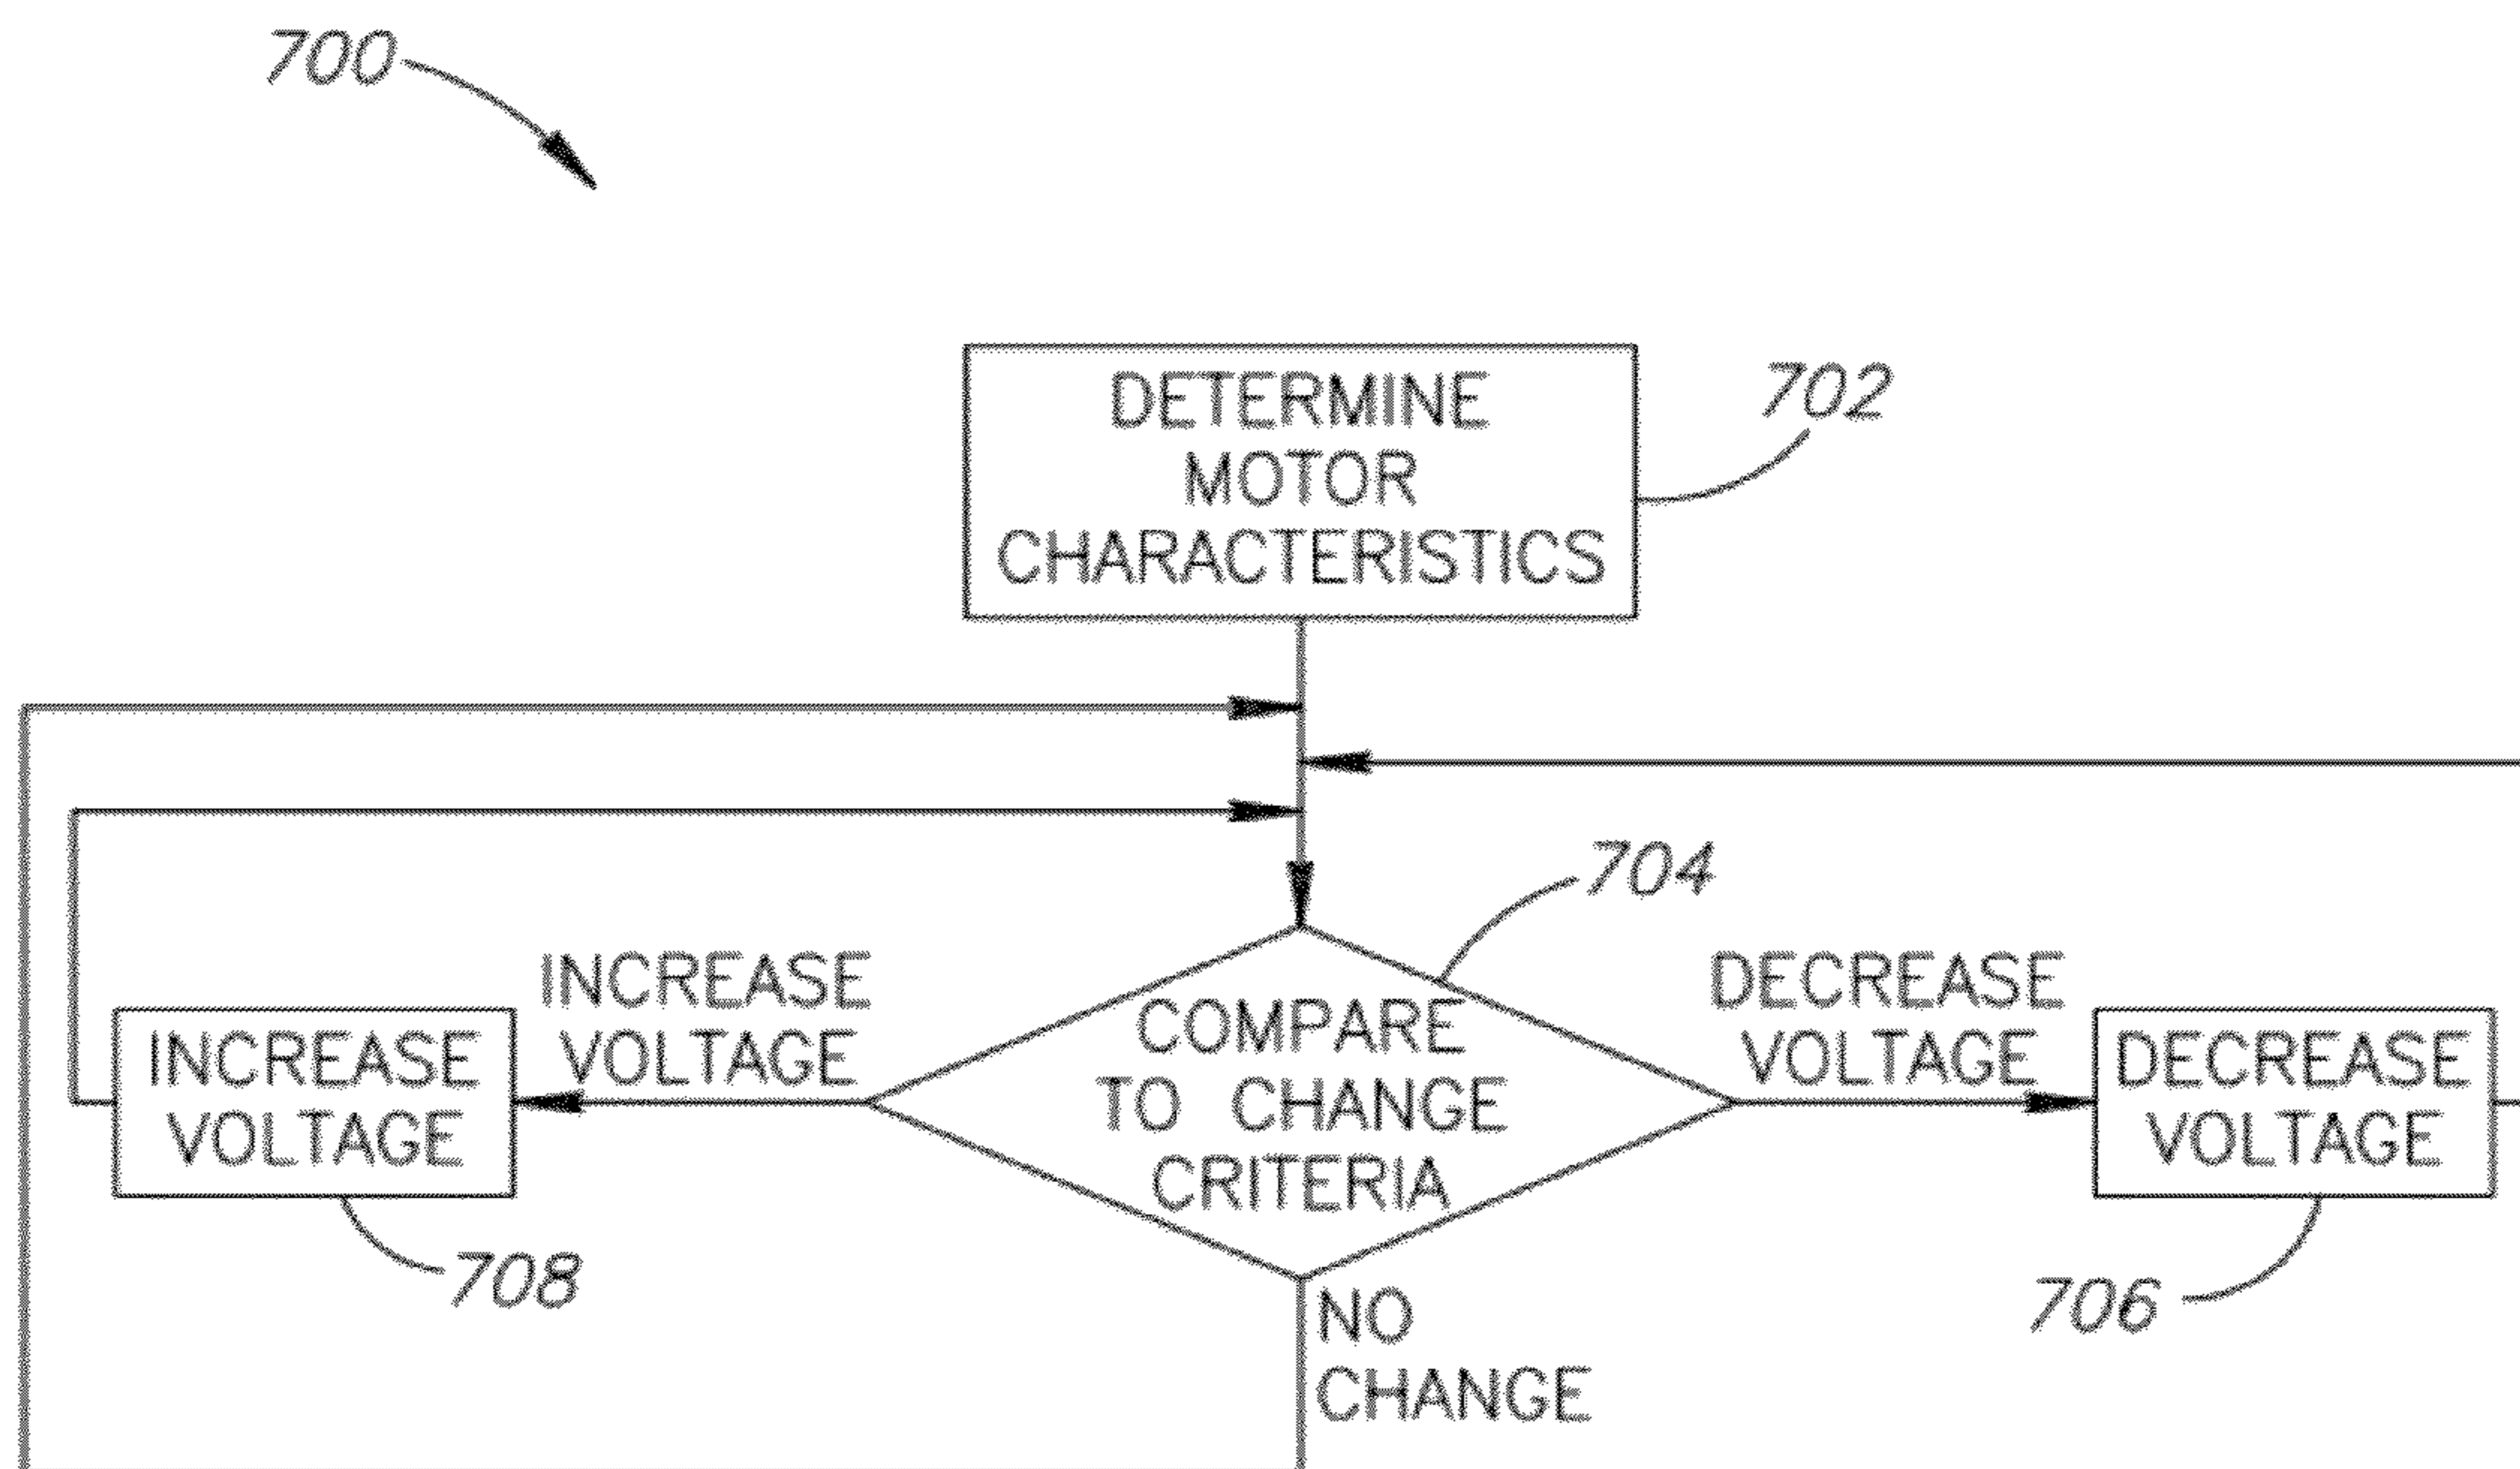 700
DETERMINE
MOTOR
CHARACTERISTICS
702
704
INCREASE
VOLTAGE
INCREASE
VOLTAGE
708
COMPARE
TO CHANGE
CRITERIA
DECREASE
VOLTAGE
DECREASE
VOLTAGE
706
NO
CHANGE